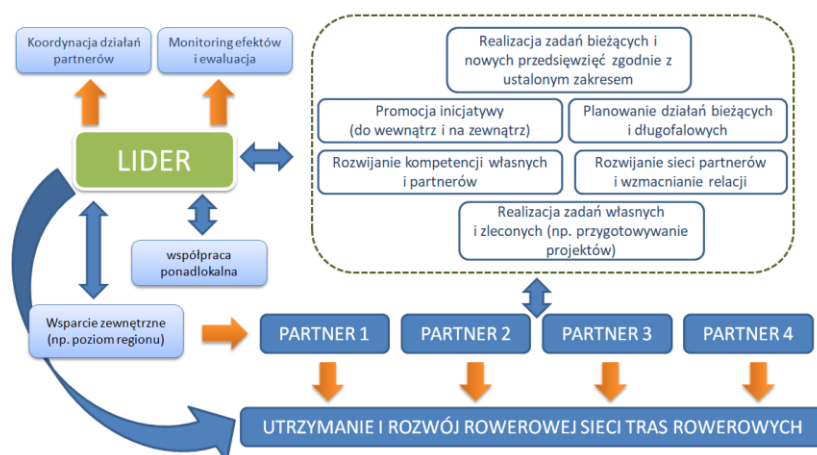 Koordynacja działań
partnerów
Monitoring efektów
i ewaluacja
LIDER
współpraca
ponadlokalna
Wsparcie zewnętrzne
(np. poziom regionu)
Realizacja zadań bieżących i
nowych przedsięwzięć zgodnie z
ustalonym zakresem
Promocja inicjatywy
(do wewnątrz i na zewnątrz)
Planowanie działań bieżących
i długofalowych
Rozwijanie kompetencji własnych
i partnerów
Rozwijanie sieci partnerów
i wzmacnianie relacji
Realizacja zadań własnych
i zleconych (np. przygotowywanie
projektów)
PARTNER 1
PARTNER 2
PARTNER 3
PARTNER 4
UTRZYMANIE I ROZWÓJ ROWEROWEJ SIECI TRAS ROWEROWYCH